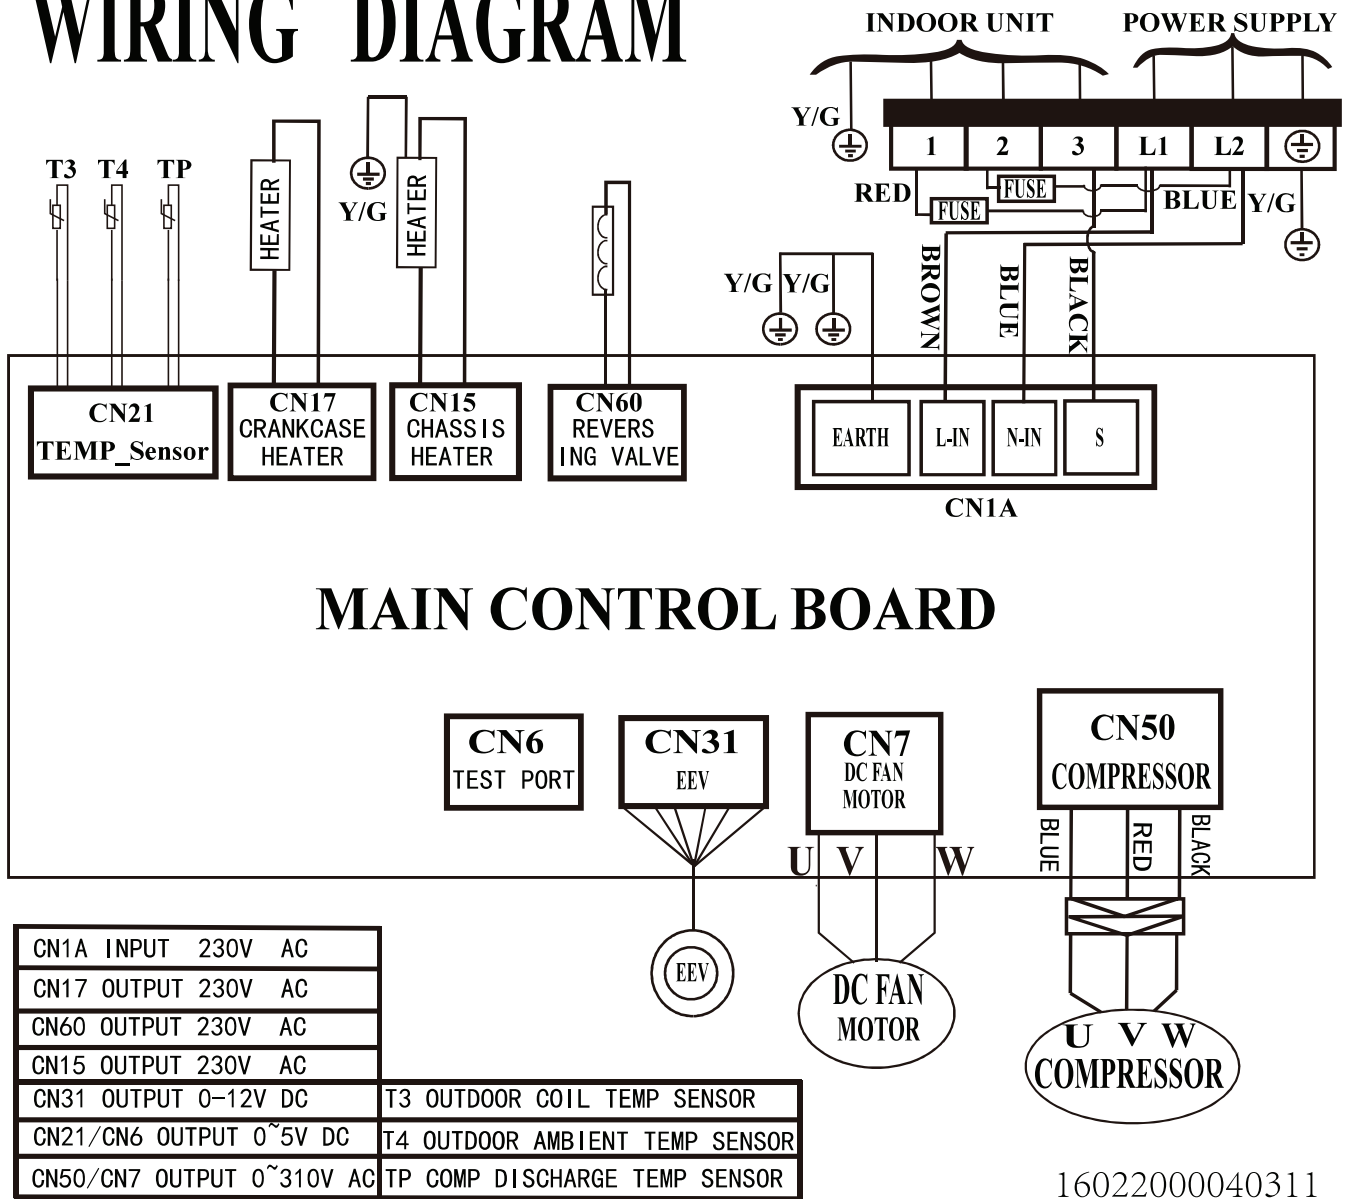 WIRING DIAGRAM
INDOOR UNIT
POWER SUPPLY
Y/G
1
2
3
L1
L2
RED
FUSE
FUSE
BLUE
Y/G
T3
T4
TP
HEATER
Y/G
HEATER
Y/G
Y/G
BROWN
BLUE
BLACK
CN21
TEMP_Sensor
CN17
CRANKCASE
HEATER
CN15
CHASSIS
HEATER
CN60
REVERS
ING VALVE
EARTH
L-IN
N-IN
S
CN1A
MAIN CONTROL BOARD
CN6
TEST PORT
CN31
EEV
CN7
DC FAN
MOTOR
CN50
COMPRESSOR
U
V
W
BLUE
RED
BLACK
EEV
DC FAN
MOTOR
U V W
COMPRESSOR
CN1A INPUT 230V AC
CN17 OUTPUT 230V AC
CN60 OUTPUT 230V AC
CN15 OUTPUT 230V AC
CN31 OUTPUT 0-12V DC
T3 OUTDOOR COIL TEMP SENSOR
CN21/CN6 OUTPUT 0~5V DC
T4 OUTDOOR AMBIENT TEMP SENSOR
CN50/CN7 OUTPUT 0~310V AC
TP COMP DISCHARGE TEMP SENSOR
16022000040311